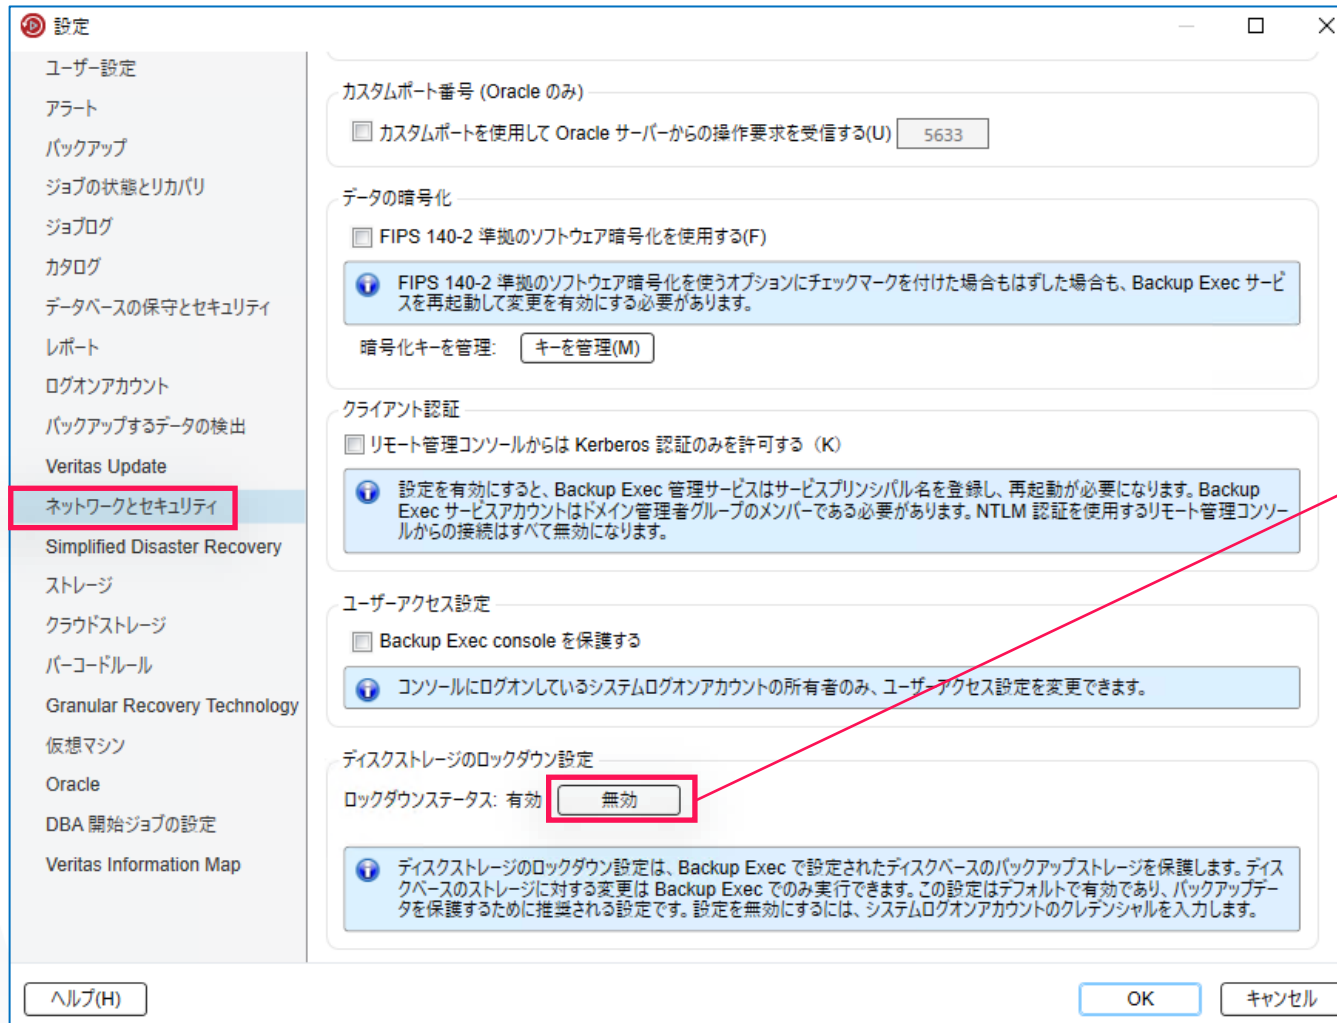 設定
ユーザー設定
アラート
バックアップ
ジョブの状態とリカバリ
ジョブログ
カタログ
データベースの保守とセキュリティ
レポート
ログオンアカウント
バックアップするデータの検出
Veritas Update
ネットワークとセキュリティ
Simplified Disaster Recovery
ストレージ
クラウドストレージ
バーコードルール
Granular Recovery Technology
仮想マシン
Oracle
DBA 開始ジョブの設定
Veritas Information Map
カスタムポート番号 (Oracle のみ)
カスタムポートを使用して Oracle サーバーからの操作要求を受信する(U) 5633
データの暗号化
FIPS 140-2 準拠のソフトウェア暗号化を使用する(F)
FIPS 140-2 準拠のソフトウェア暗号化を使うオプションにチェックマークを付けた場合もはずした場合も、Backup Exec サービ
スを再起動して変更を有効にする必要があります。
暗号化キーを管理: キーを管理(M)
クライアント認証
リモート管理コンソールからは Kerberos 認証のみを許可する（K）
設定を有効にすると、Backup Exec 管理サービスはサービスプリンシパル名を登録し、再起動が必要になります。Backup
Exec サービスアカウントはドメイン管理者グループのメンバーである必要があります。NTLM 認証を使用するリモート管理コンソー
ルからの接続はすべて無効になります。
ユーザーアクセス設定
Backup Exec console を保護する
コンソールにログオンしているシステムログオンアカウントの所有者のみ、ユーザーアクセス設定を変更できます。
ディスクストレージのロックダウン設定
ロックダウンステータス: 有効 無効
ディスクストレージのロックダウン設定は、Backup Exec で設定されたディスクベースのバックアップストレージを保護します。ディス
クベースのストレージに対する変更は Backup Exec でのみ実行できます。この設定はデフォルトで有効であり、バックアップデー
タを保護するために推奨される設定です。設定を無効にするには、システムログオンアカウントのクレデンシャルを入力します。
ヘルプ(H)
OK
キャンセル